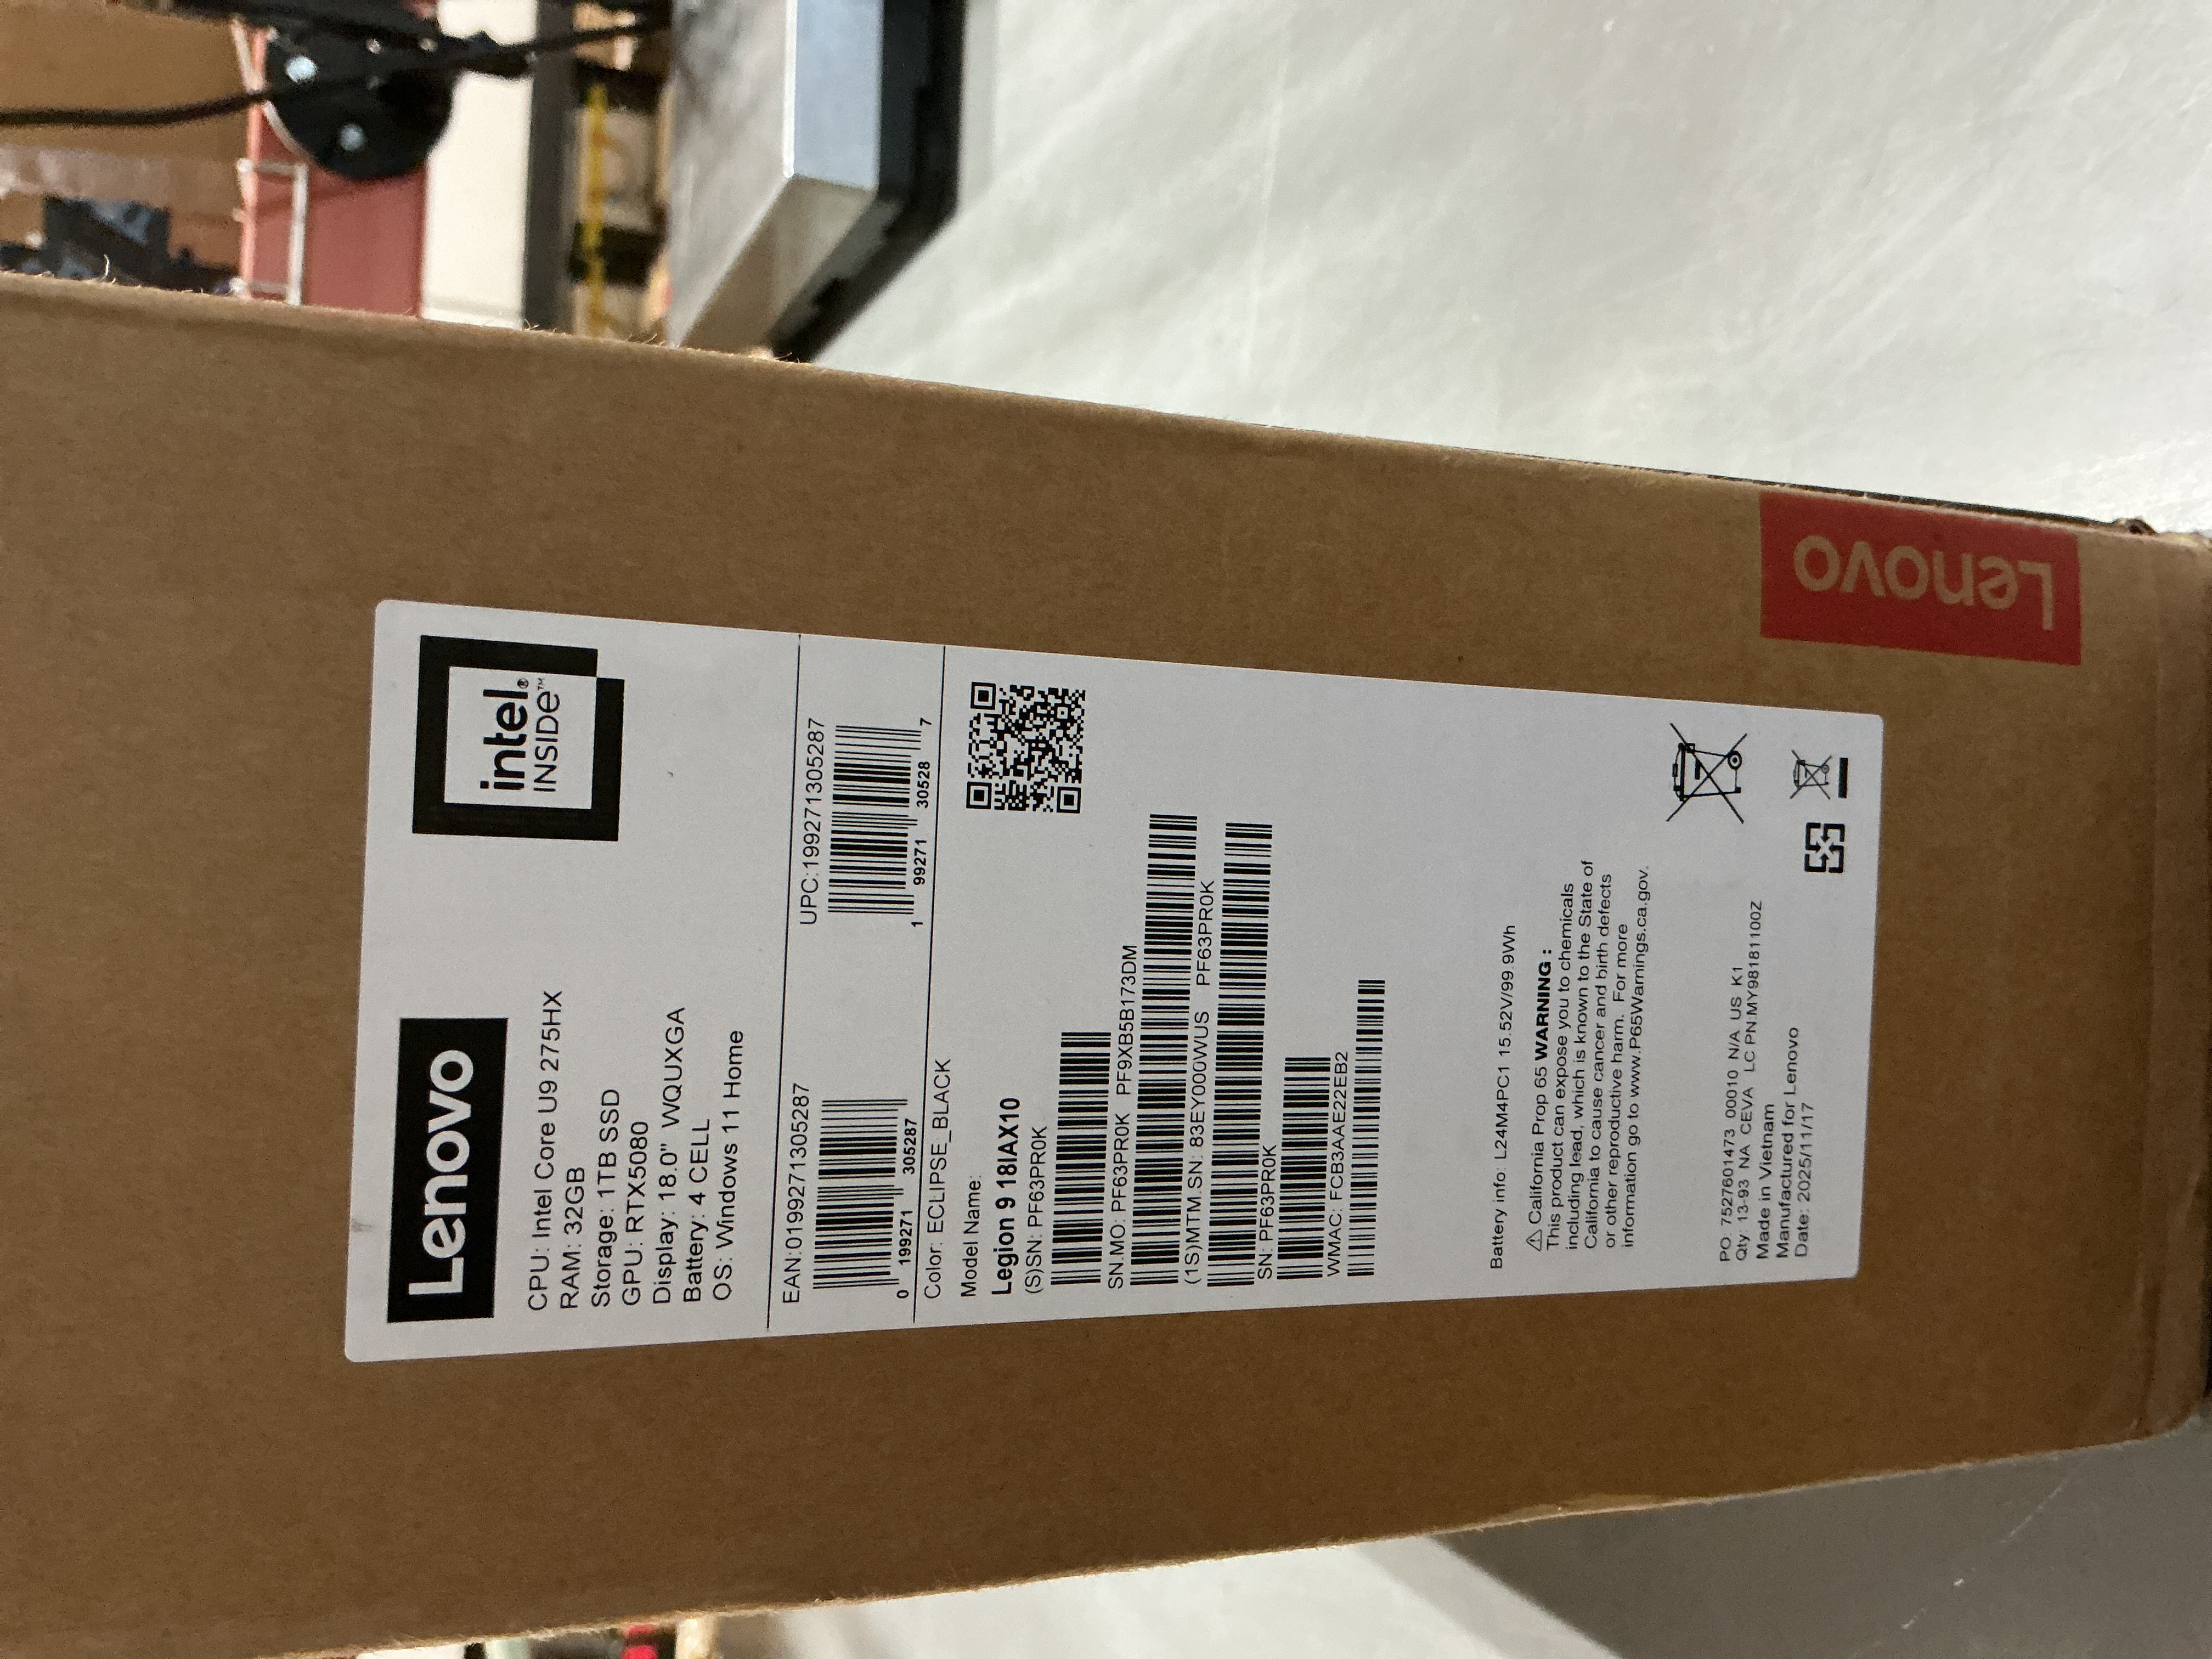 Lenovo
intel®
INSIDE™
CPU: Intel Core U9 275HX
RAM: 32GB
Storage: 1TB SSD
GPU: RTX5080
Display: 18.0" WQUXGA
Battery: 4 CELL
OS: Windows 11 Home
EAN:0199271305287
0 199271 305287
UPC:199271305287
1 99271 30528 7
Color: ECLIPSE_BLACK
Model Name:
Legion 9 18IAX10
(S)SN: PF63PR0K
SN.MO: PF63PR0K PF9XB5B173DM
(1S)MTM.SN: 83EY000WUS PF63PR0K
SN: PF63PR0K
WMAC: FCB3AAE22EB2
Battery info: L24M4PC1 15.52V/99.9Wh
⚠ California Prop 65 WARNING :
This product can expose you to chemicals
including lead, which is known to the State of
California to cause cancer and birth defects
or other reproductive harm. For more
information go to www.P65Warnings.ca.gov.
PO: 7527601473 00010 N/A US K1
Qty: 13-93 NA CEVA LC PN:MY98181100Z
Made in Vietnam
Manufactured for Lenovo
Date: 2025/11/17
Lenovo